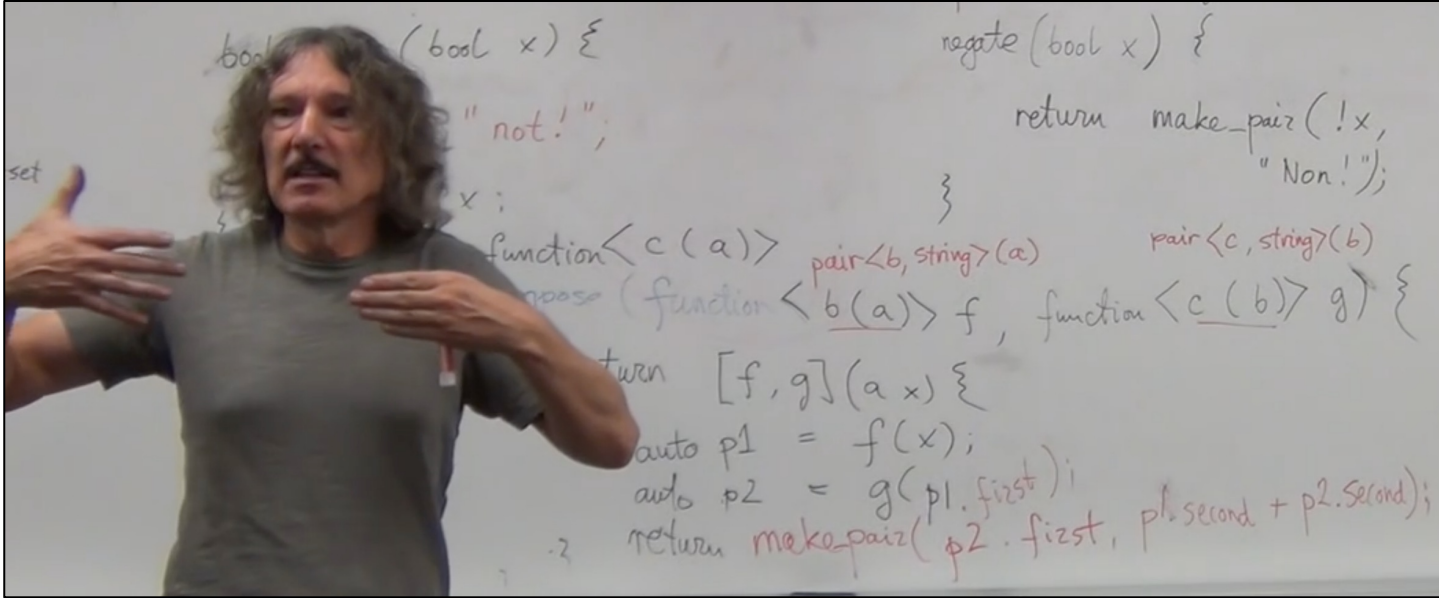 (bool x) {
negate (bool x) {
"not!";
return make_pair(!x,
"Non!");
set
x :
}
}
function<c(a)>
pair<b, string>(a)
pair<c, string>(b)
(function<b(a)> f, function<c(b)> g) {
[f, g](a x) {
auto p1 = f(x);
auto p2 = g(p1.first);
return make_pair(p2.first, p1.second + p2.second);